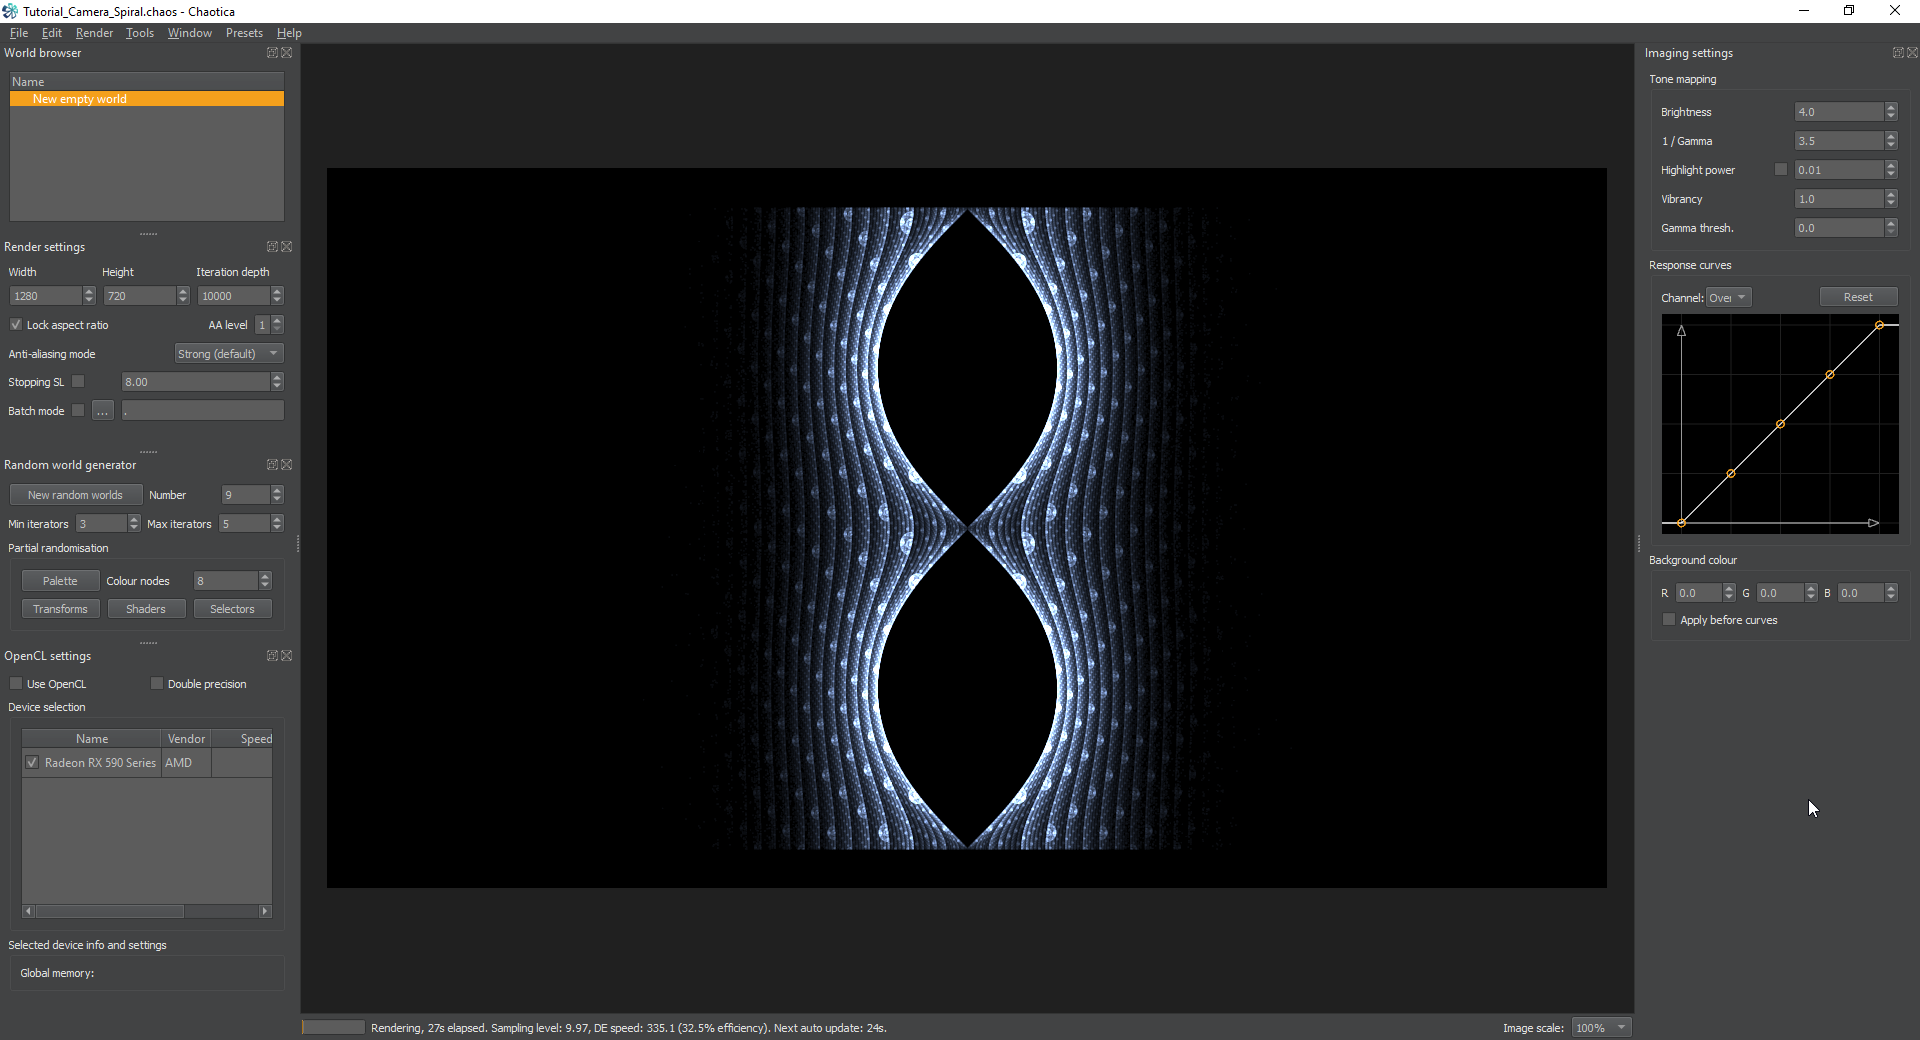 Tutorial_Camera_Spiral.chaos - Chaotica
File Edit Render Tools Window Presets Help
World browser
Name
New empty world
Render settings
Width Height Iteration depth
1280 720 10000
Lock aspect ratio AA level 1
Anti-aliasing mode Strong (default)
Stopping SL 8.00
Batch mode ... .
Random world generator
New random worlds Number 9
Min iterators 3 Max iterators 5
Partial randomisation
Palette Colour nodes 8
Transforms Shaders Selectors
OpenCL settings
Use OpenCL Double precision
Device selection
Name Vendor Speed
Radeon RX 590 Series AMD
Selected device info and settings
Global memory:
Rendering, 27s elapsed. Sampling level: 9.97, DE speed: 335.1 (32.5% efficiency). Next auto update: 24s.
Image scale: 100%
Imaging settings
Tone mapping
Brightness 4.0
1 / Gamma 3.5
Highlight power 0.01
Vibrancy 1.0
Gamma thresh. 0.0
Response curves
Channel: Over Reset
Background colour
R 0.0 G 0.0 B 0.0
Apply before curves